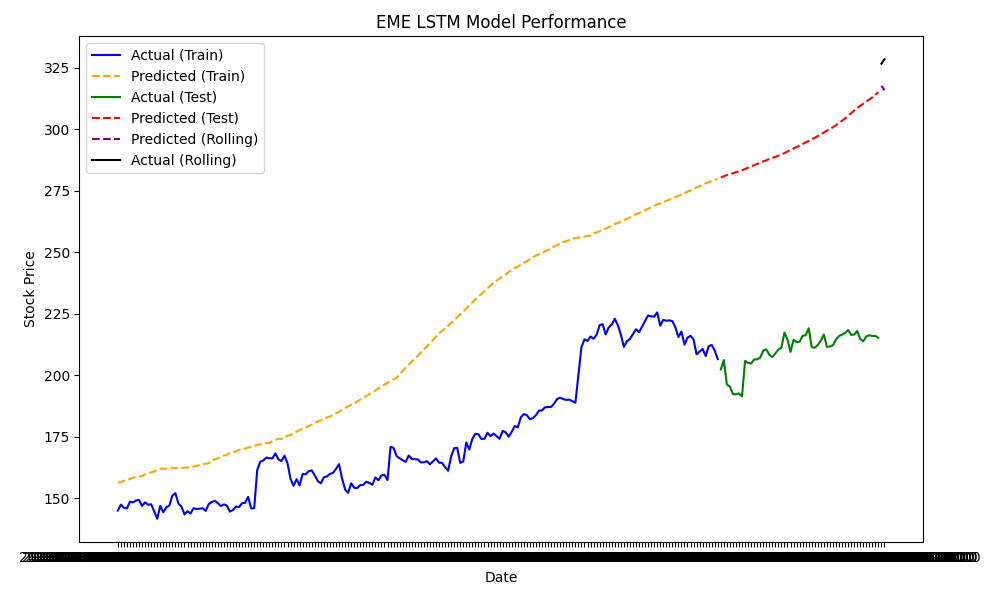 EME LSTM Model Performance
Actual (Train)
Predicted (Train)
Actual (Test)
Predicted (Test)
Predicted (Rolling)
Actual (Rolling)
325
300
275
250
225
200
175
150
Stock Price
Date